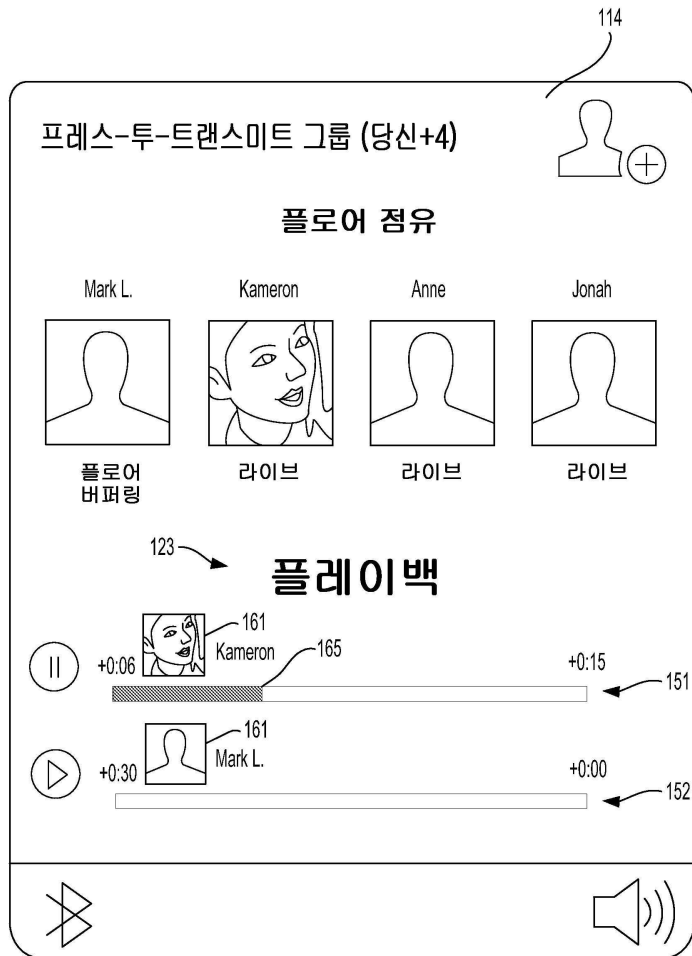 114
프레스-투-트랜스미트 그룹 (당신+4)
플로어 점유
Mark L. Kameron Anne Jonah
플로어 버퍼링 라이브 라이브 라이브
123
플레이백
161
Kameron
165
+0:06 +0:15
151
161
Mark L.
+0:30 +0:00
152